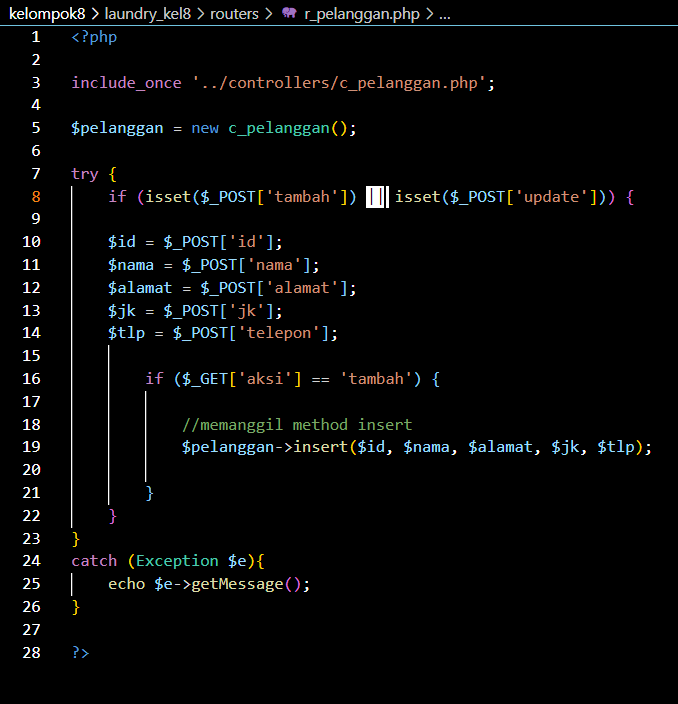 kelompok8 > laundry_kel8 > routers > r_pelanggan.php > ...
1 <?php
2
3 include_once '../controllers/c_pelanggan.php';
4
5 $pelanggan = new c_pelanggan();
6
7 try {
8 if (isset($_POST['tambah']) || isset($_POST['update'])) {
9
10 $id = $_POST['id'];
11 $nama = $_POST['nama'];
12 $alamat = $_POST['alamat'];
13 $jk = $_POST['jk'];
14 $tlp = $_POST['telepon'];
15
16 if ($_GET['aksi'] == 'tambah') {
17
18 //memanggil method insert
19 $pelanggan->insert($id, $nama, $alamat, $jk, $tlp);
20
21 }
22 }
23 }
24 catch (Exception $e){
25 echo $e->getMessage();
26 }
27
28 ?>